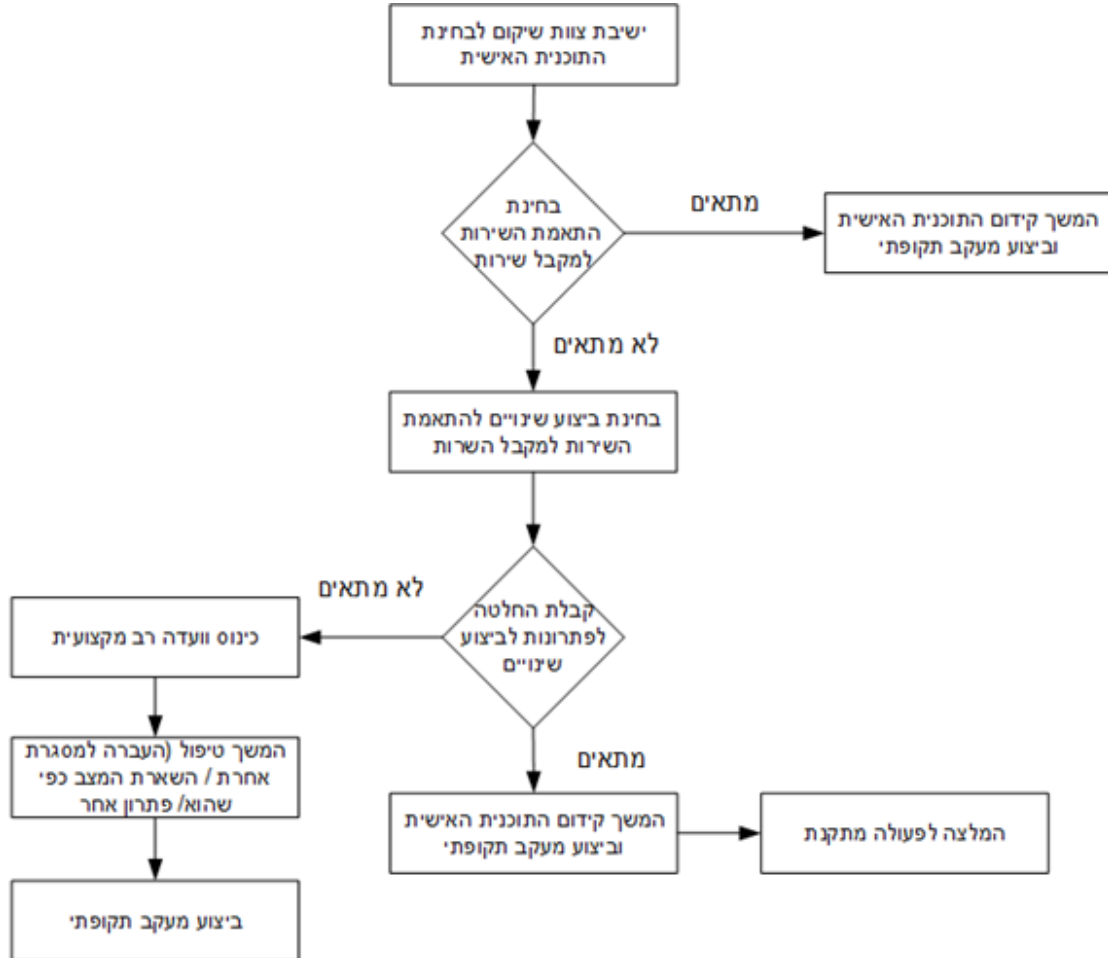 ישיבת צוות שיקום לבחינת
התוכנית האישית
בחינת
התאמת השירות
למקבל שירות
מתאים
המשך קידום התוכנית האישית
וביצוע מעקב תקופתי
לא מתאים
בחינת ביצוע שינויים להתאמת
השירות למקבל השרות
קבלת החלטה
לפתרונות לביצוע
שינויים
לא מתאים
כינוס וועדה רב מקצועית
המשך טיפול (העברה למסגרת
אחרת / השארת המצב כפי
שהוא/ פתרון אחר
ביצוע מעקב תקופתי
מתאים
המשך קידום התוכנית האישית
וביצוע מעקב תקופתי
המלצה לפעולה מתקנת